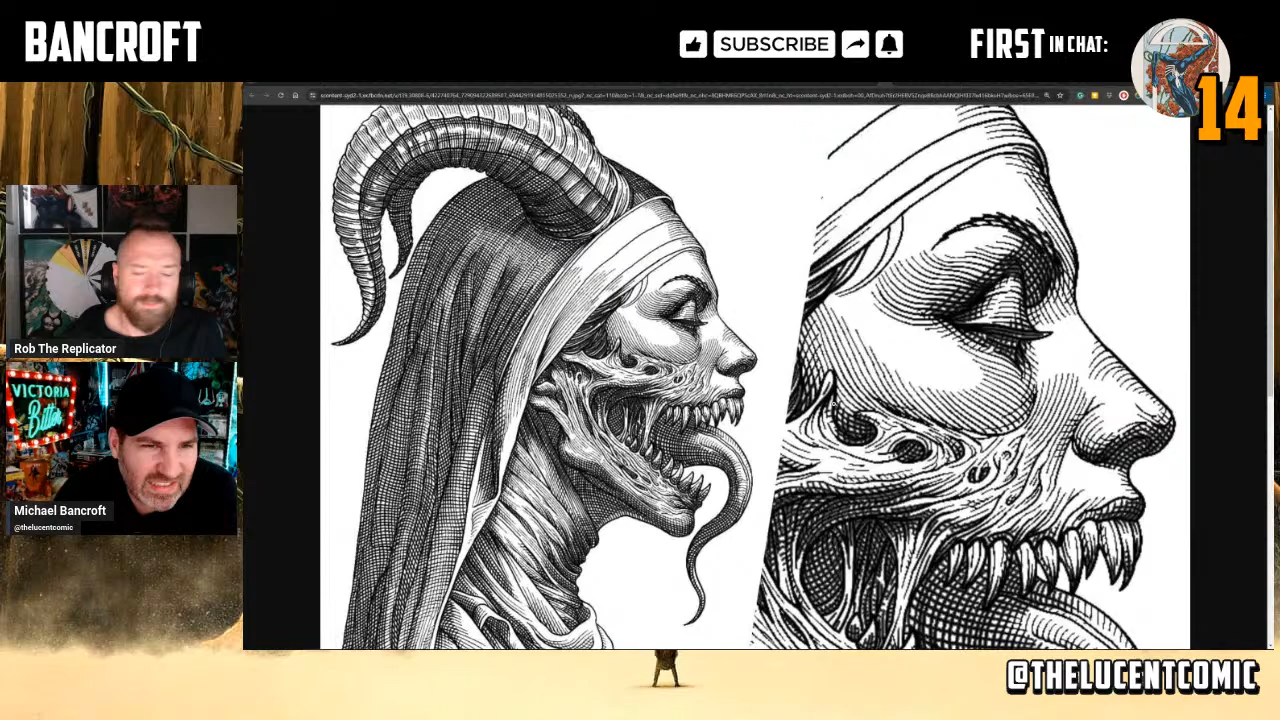 BANCROFT
SUBSCRIBE
FIRST IN CHAT:
14
Rob The Replicator
VICTORIA
Bitter
Michael Bancroft
@thelucentcomic
@THELUCENTCOMIC